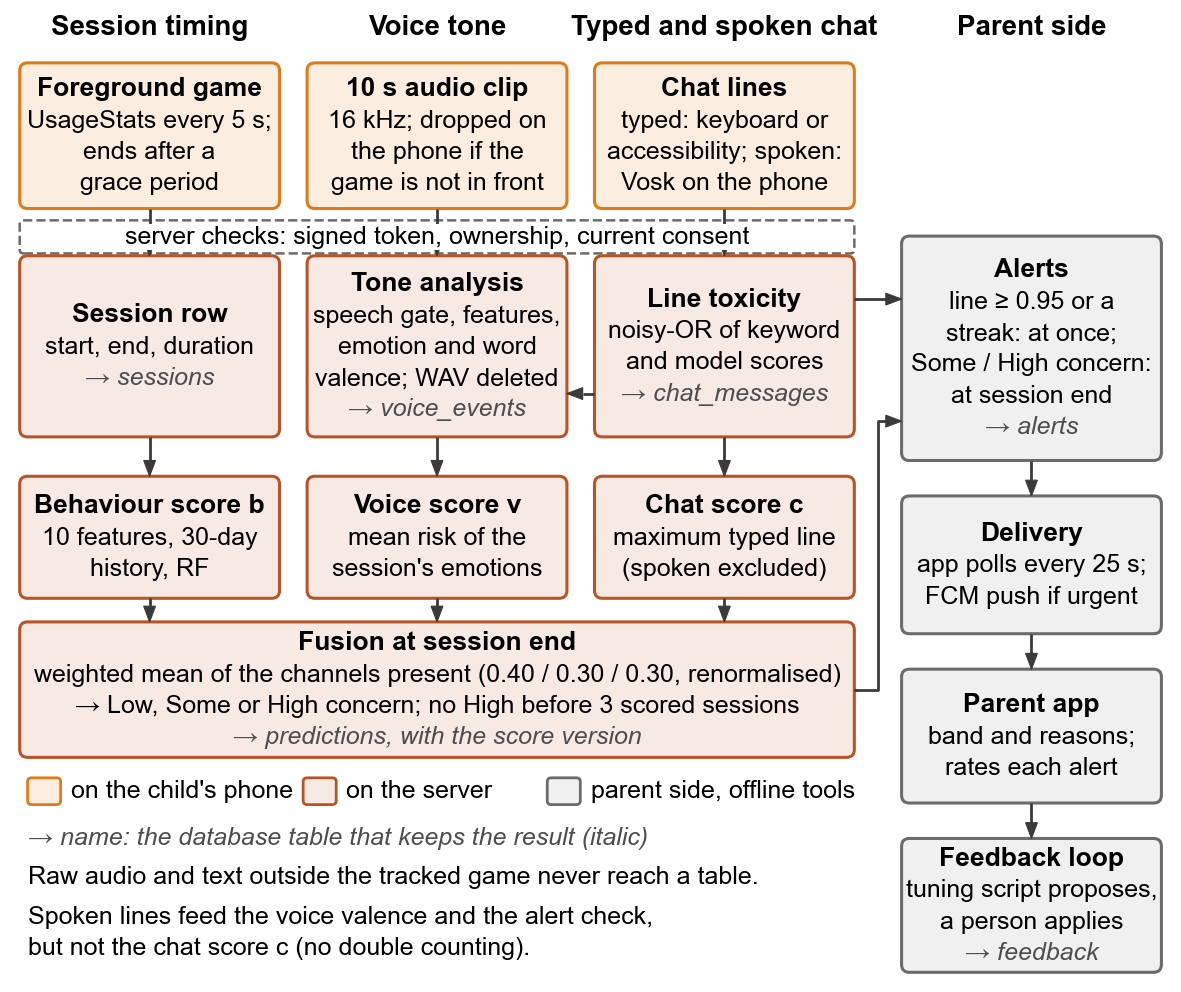 Session timing
Voice tone
Typed and spoken chat
Parent side
Foreground game
UsageStats every 5 s;
ends after a
grace period
10 s audio clip
16 kHz; dropped on
the phone if the
game is not in front
Chat lines
typed: keyboard or
accessibility; spoken:
Vosk on the phone
server checks: signed token, ownership, current consent
Session row
start, end, duration
→ sessions
Tone analysis
speech gate, features,
emotion and word
valence; WAV deleted
→ voice_events
Line toxicity
noisy-OR of keyword
and model scores
→ chat_messages
Alerts
line ≥ 0.95 or a
streak: at once;
Some / High concern:
at session end
→ alerts
Behaviour score b
10 features, 30-day
history, RF
Voice score v
mean risk of the
session's emotions
Chat score c
maximum typed line
(spoken excluded)
Delivery
app polls every 25 s;
FCM push if urgent
Fusion at session end
weighted mean of the channels present (0.40 / 0.30 / 0.30, renormalised)
→ Low, Some or High concern; no High before 3 scored sessions
→ predictions, with the score version
Parent app
band and reasons;
rates each alert
on the child's phone
on the server
parent side, offline tools
→ name: the database table that keeps the result (italic)
Raw audio and text outside the tracked game never reach a table.
Spoken lines feed the voice valence and the alert check,
but not the chat score c (no double counting).
Feedback loop
tuning script proposes,
a person applies
→ feedback